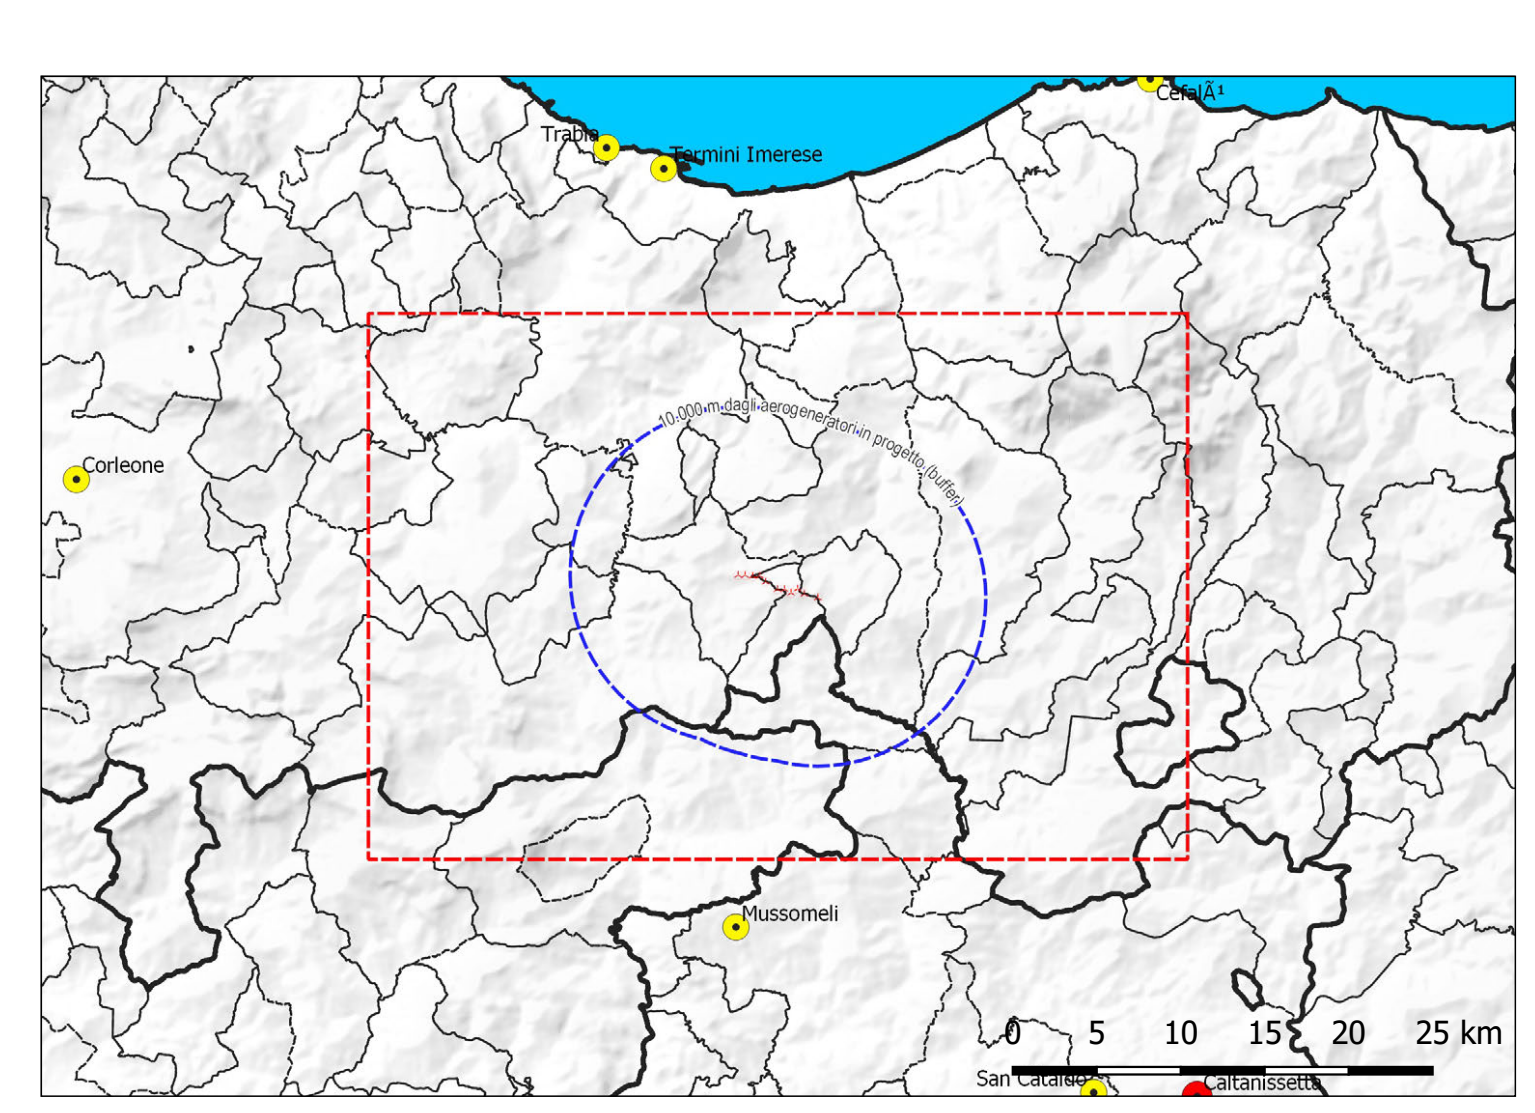 CefalÃ¹
Trabia
Termini Imerese
10.000 m dagli aerogeneratori in progetto (buffer)
Corleone
Mussomeli
0 5 10 15 20 25 km
San Cataldo
Caltanissetta